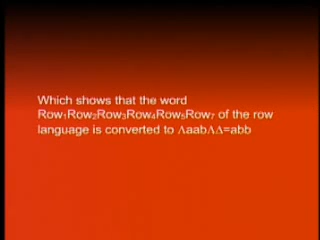 Which shows that the word
Row₁Row₂Row₃Row₄Row₅Row₇ of the row
language is converted to ΛaabΛΛ=abb